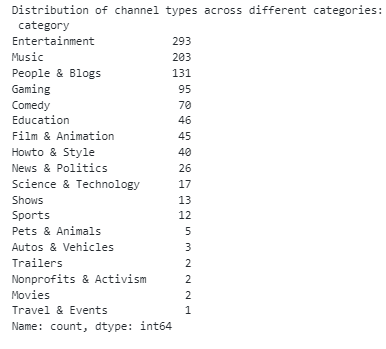 Distribution of channel types across different categories:
category
Entertainment 293
Music 203
People & Blogs 131
Gaming 95
Comedy 70
Education 46
Film & Animation 45
Howto & Style 40
News & Politics 26
Science & Technology 17
Shows 13
Sports 12
Pets & Animals 5
Autos & Vehicles 3
Trailers 2
Nonprofits & Activism 2
Movies 2
Travel & Events 1
Name: count, dtype: int64